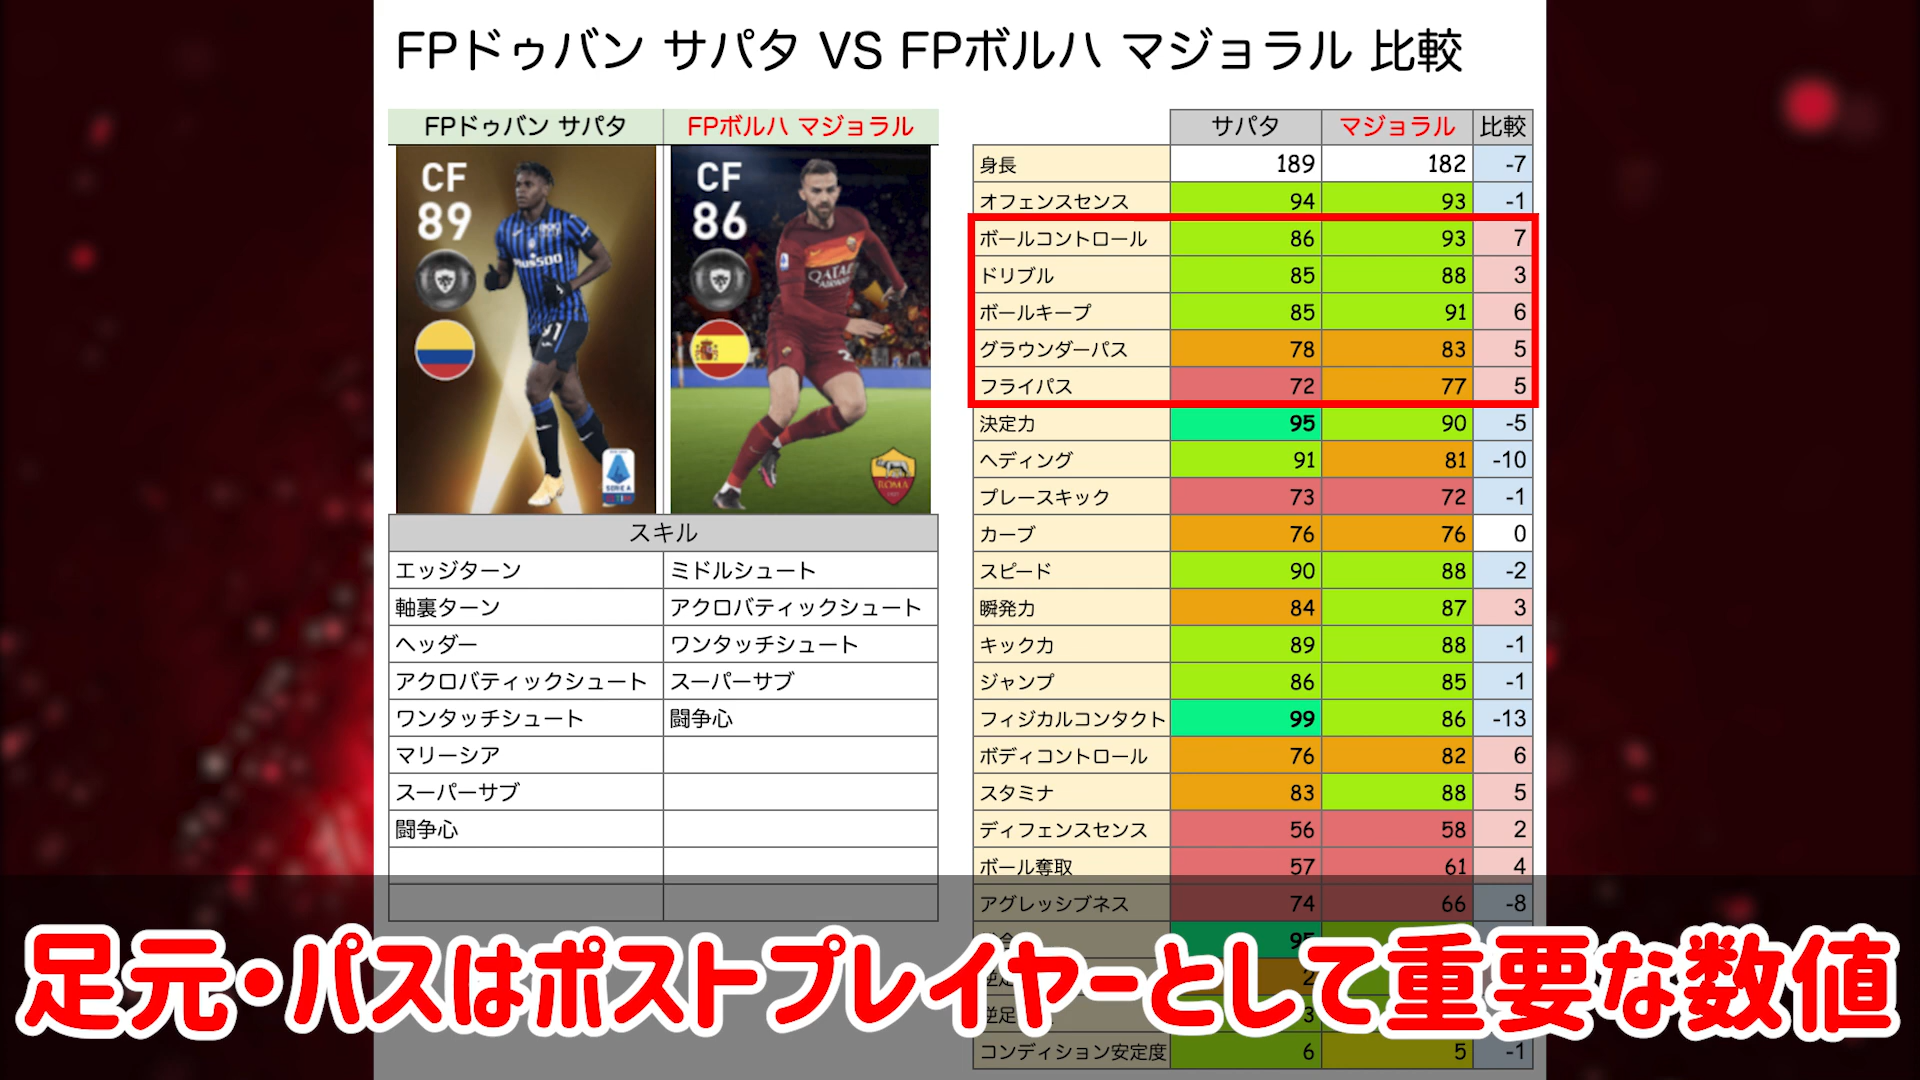 FPドゥバン サパタ VS FPボルハ マジョラル 比較
FPドゥバン サパタ FPボルハ マジョラル
CF
89
CF
86
QATAR
AIRWAYS
SERIE A
ROMA
スキル
エッジターン ミドルシュート
軸裏ターン アクロバティックシュート
ヘッダー ワンタッチシュート
アクロバティックシュート スーパーサブ
ワンタッチシュート 闘争心
マリーシア
スーパーサブ
闘争心
サパタ マジョラル 比較
身長 189 182 -7
オフェンスセンス 94 93 -1
ボールコントロール 86 93 7
ドリブル 85 88 3
ボールキープ 85 91 6
グラウンダーパス 78 83 5
フライパス 72 77 5
決定力 95 90 -5
ヘディング 91 81 -10
プレースキック 73 72 -1
カーブ 76 76 0
スピード 90 88 -2
瞬発力 84 87 3
キック力 89 88 -1
ジャンプ 86 85 -1
フィジカルコンタクト 99 86 -13
ボディコントロール 76 82 6
スタミナ 83 88 5
ディフェンスセンス 56 58 2
ボール奪取 57 61 4
アグレッシブネス 74 66 -8
95
2
逆足 3
コンディション安定度 6 5 -1
足元・パスはポストプレイヤーとして重要な数値